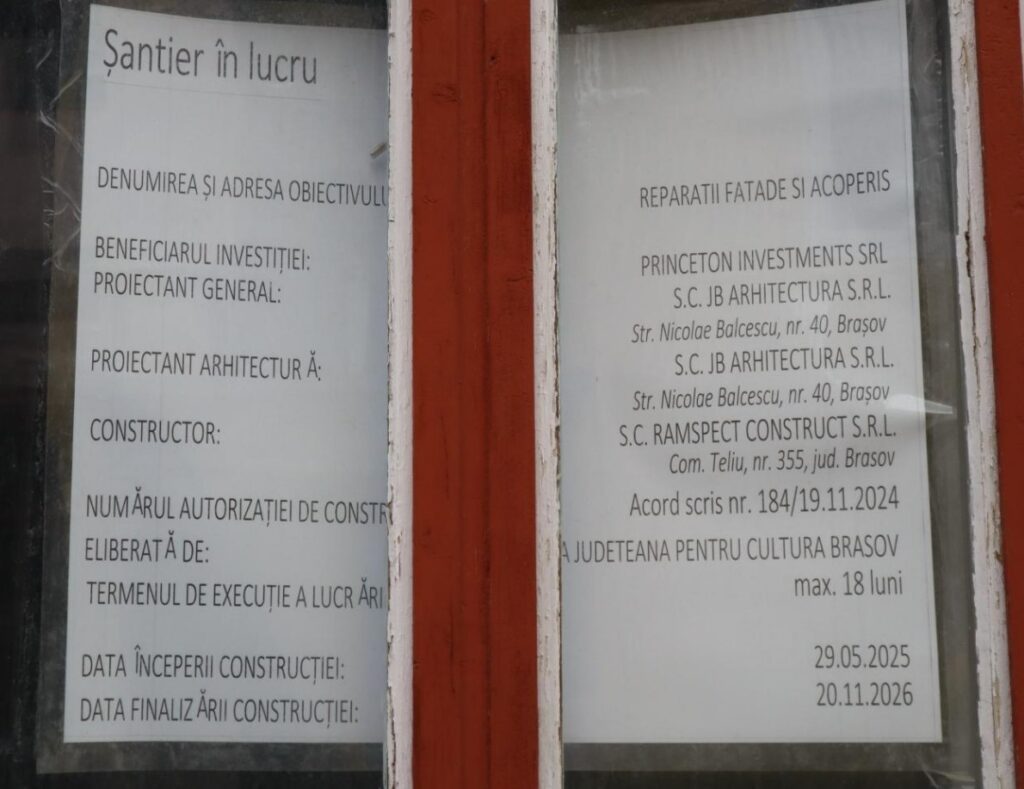 Șantier în lucru
DENUMIREA ȘI ADRESA OBIECTIVULU REPARATII FATADE SI ACOPERIS
BENEFICIARUL INVESTIȚIEI: PRINCETON INVESTMENTS SRL
PROIECTANT GENERAL: S.C. JB ARHITECTURA S.R.L.
Str. Nicolae Balcescu, nr. 40, Brașov
PROIECTANT ARHITECTUR Ă: S.C. JB ARHITECTURA S.R.L.
Str. Nicolae Balcescu, nr. 40, Brașov
CONSTRUCTOR: S.C. RAMSPECT CONSTRUCT S.R.L.
Com. Teliu, nr. 355, jud. Brasov
NUMĂRUL AUTORIZAȚIEI DE CONSTR Acord scris nr. 184/19.11.2024
ELIBERATĂ DE: A JUDETEANA PENTRU CULTURA BRASOV
TERMENUL DE EXECUȚIE A LUCR ĂRI max. 18 luni
DATA ÎNCEPERII CONSTRUCȚIEI: 29.05.2025
DATA FINALIZ ĂRII CONSTRUCȚIEI: 20.11.2026